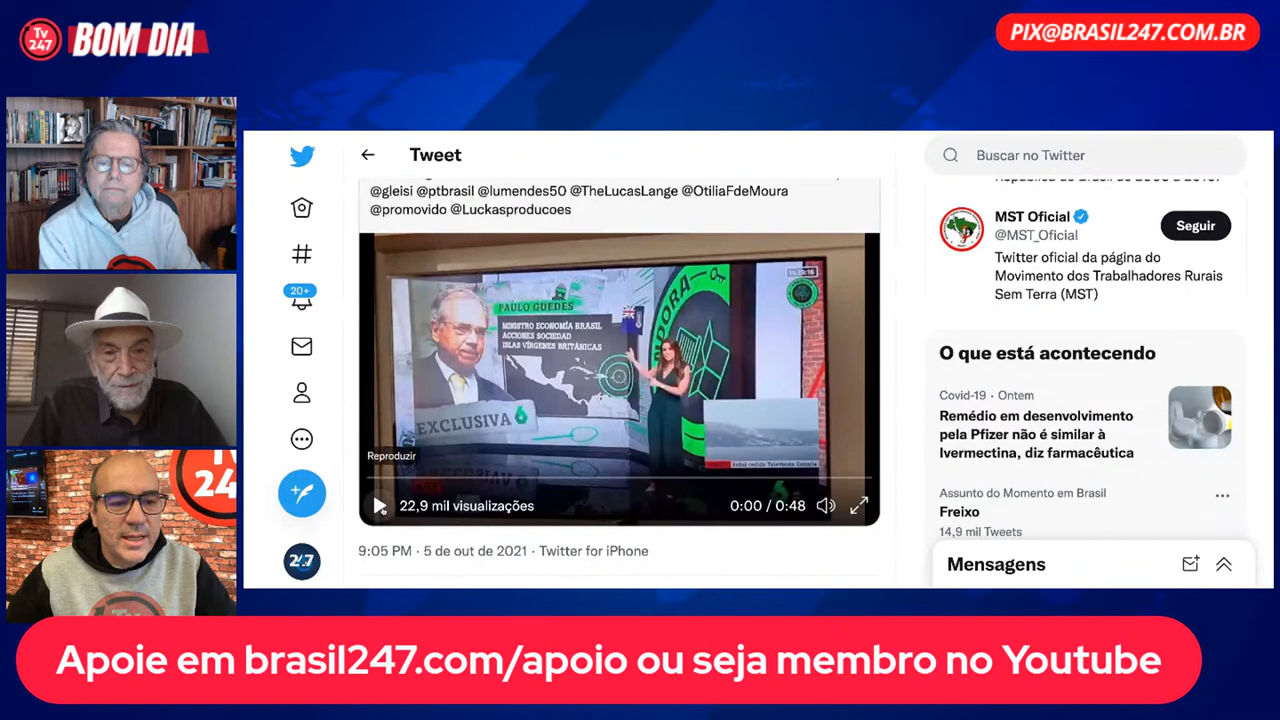 Tv
247
BOM DIA
PIX@BRASIL247.COM.BR
Tweet
Buscar no Twitter
@gleisi @ptbrasil @lumendes50 @TheLucasLange @OtiliaFdeMoura
@promovido @Luckasproducoes
MST Oficial
@MST_Oficial
Seguir
Twitter oficial da página do
Movimento dos Trabalhadores Rurais
Sem Terra (MST)
20+
PAULO GUEDES
MINISTRO ECONOMÍA BRASIL
ACCIONES SOCIEDAD
ISLAS VÍRGENES BRITÁNICAS
EXCLUSIVA 6
NDORA
Reproduzir
22,9 mil visualizações
0:00 / 0:48
9:05 PM · 5 de out de 2021 · Twitter for iPhone
247
O que está acontecendo
Covid-19 · Ontem
Remédio em desenvolvimento
pela Pfizer não é similar à
Ivermectina, diz farmacêutica
Assunto do Momento em Brasil
Freixo
14,9 mil Tweets
Mensagens
Apoie em brasil247.com/apoio ou seja membro no Youtube